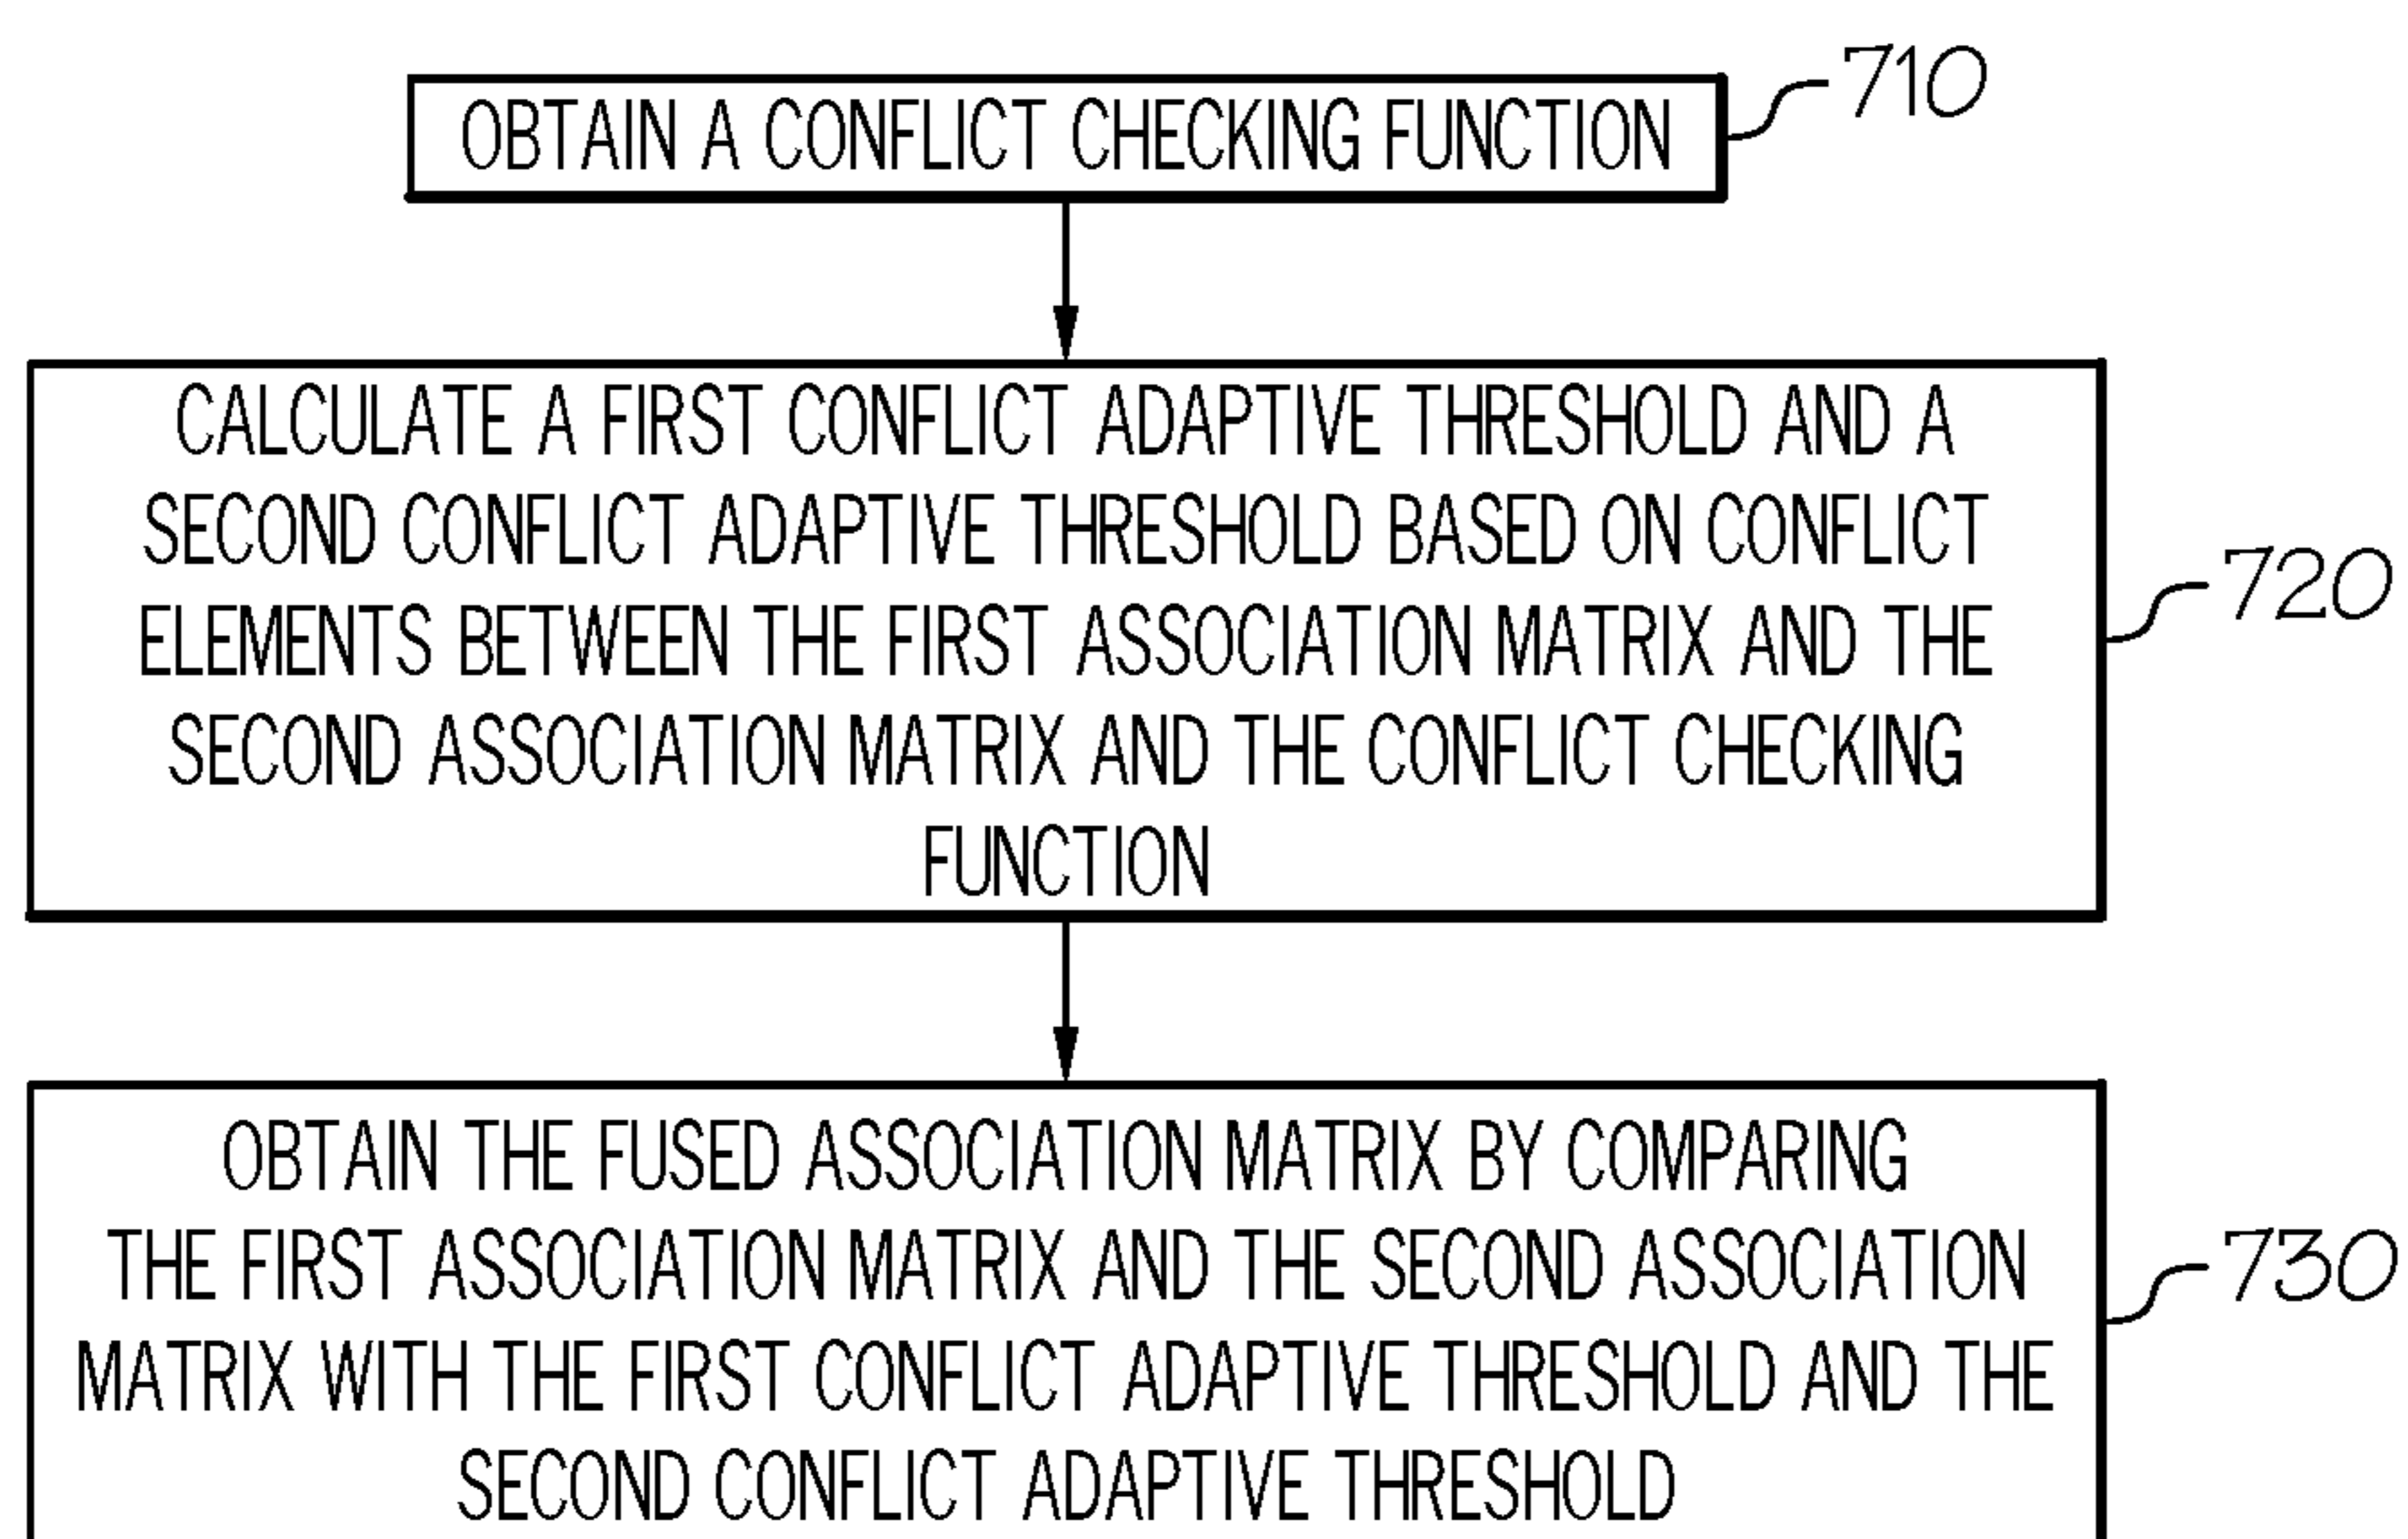 OBTAIN A CONFLICT CHECKING FUNCTION
710
CALCULATE A FIRST CONFLICT ADAPTIVE THRESHOLD AND A
SECOND CONFLICT ADAPTIVE THRESHOLD BASED ON CONFLICT
ELEMENTS BETWEEN THE FIRST ASSOCIATION MATRIX AND THE
SECOND ASSOCIATION MATRIX AND THE CONFLICT CHECKING
FUNCTION
720
OBTAIN THE FUSED ASSOCIATION MATRIX BY COMPARING
THE FIRST ASSOCIATION MATRIX AND THE SECOND ASSOCIATION
MATRIX WITH THE FIRST CONFLICT ADAPTIVE THRESHOLD AND THE
SECOND CONFLICT ADAPTIVE THRESHOLD
730